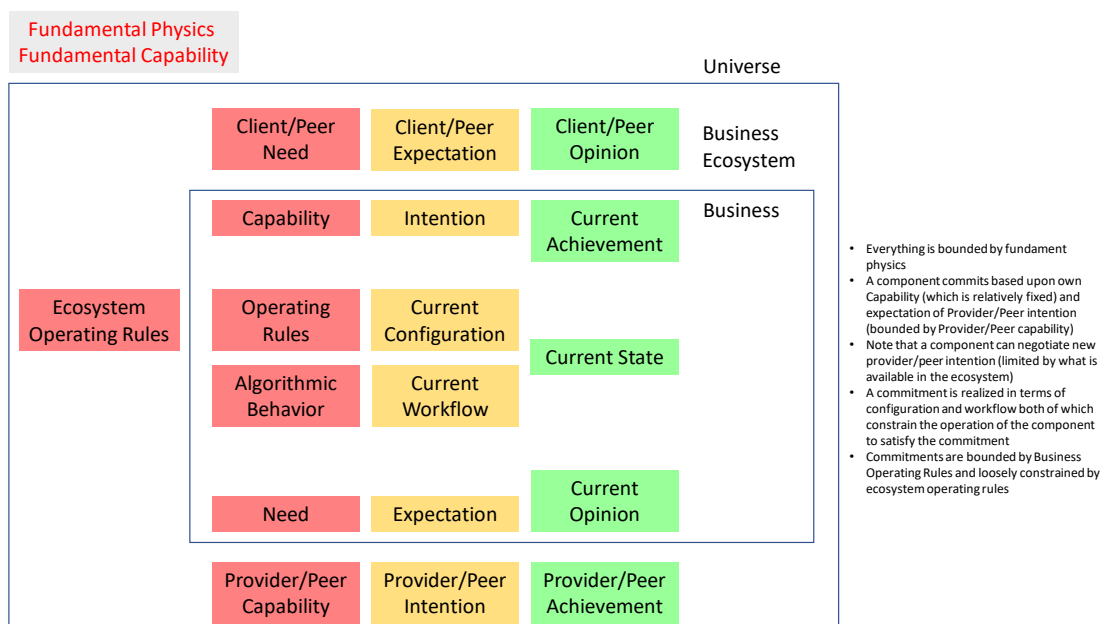 Fundamental Physics
Fundamental Capability
Universe
Client/Peer
Need
Client/Peer
Expectation
Client/Peer
Opinion
Business
Ecosystem
Capability
Intention
Current
Achievement
Business
Ecosystem
Operating Rules
Operating
Rules
Current
Configuration
Current State
Algorithmic
Behavior
Current
Workflow
Need
Expectation
Current
Opinion
Provider/Peer
Capability
Provider/Peer
Intention
Provider/Peer
Achievement
• Everything is bounded by fundament
physics
• A component commits based upon own
Capability (which is relatively fixed) and
expectation of Provider/Peer intention
(bounded by Provider/Peer capability)
• Note that a component can negotiate new
provider/peer intention (limited by what is
available in the ecosystem)
• A commitment is realized in terms of
configuration and workflow both of which
constrain the operation of the component
to satisfy the commitment
• Commitments are bounded by Business
Operating Rules and loosely constrained by
ecosystem operating rules